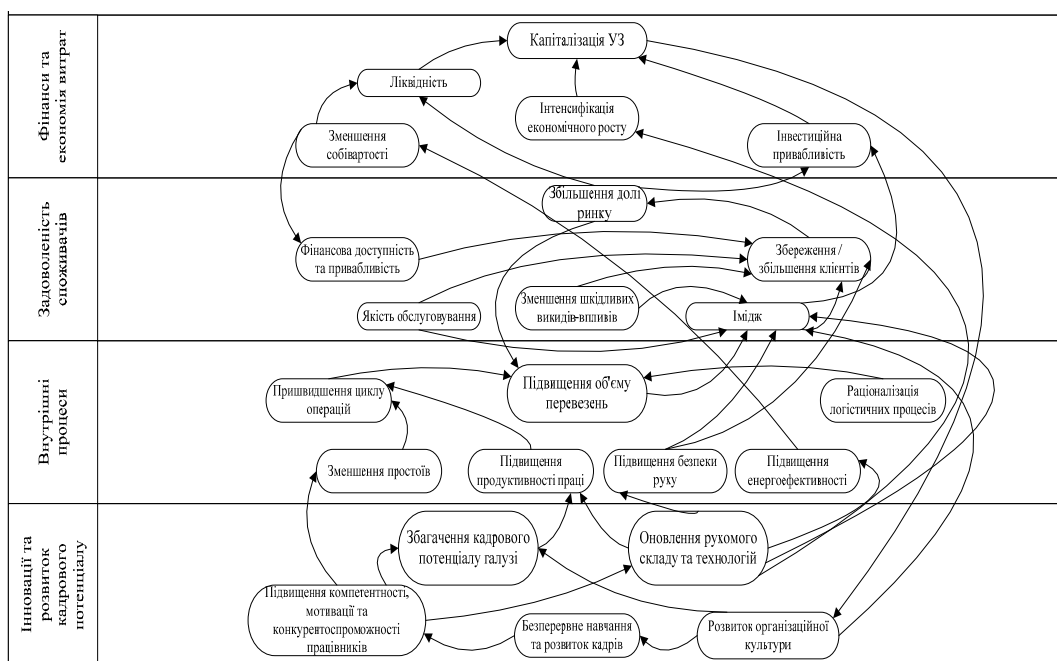 Фінанси та
економія витрат
Капіталізація УЗ
Ліквідність
Інтенсифікація
економічного росту
Зменшення
собівартості
Інвестиційна
привабливість
Задоволеність
споживачів
Збільшення долі
ринку
Фінансова доступність
та привабливість
Збереження /
збільшення клієнтів
Зменшення шкідливих
викидів-впливів
Якість обслуговування
Імідж
Внутрішні
процеси
Пришвидшення циклу
операцій
Підвищення об'єму
перевезень
Раціоналізація
логістичних процесів
Зменшення простоїв
Підвищення
продуктивності праці
Підвищення безпеки
руку
Підвищення
енергоефективності
Інновації та
розвиток
кадрового
потенціалу
Збагачення кадрового
потенціалу галузі
Оновлення рухомого
складу та технологій
Підвищення компетентності,
мотивації та
конкурентоспроможності
працівників
Безперервне навчання
та розвиток кадрів
Розвиток організаційної
культури